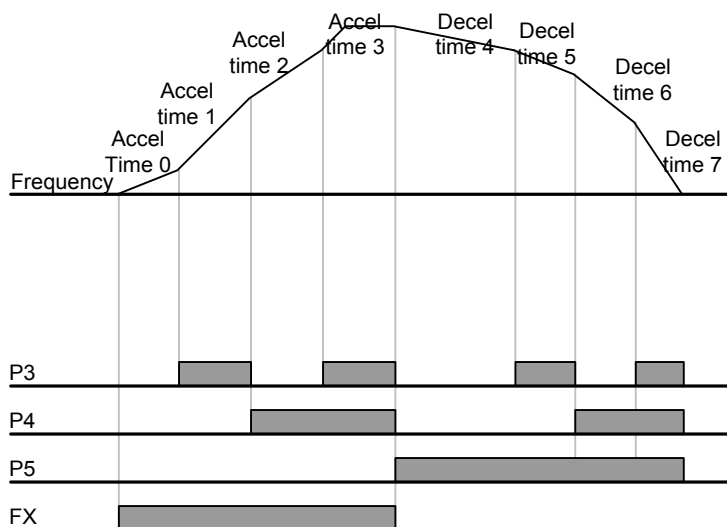 Accel
time 3
Decel
time 4
Decel
time 5
Accel
time 2
Decel
time 6
Accel
time 1
Accel
Time 0
Decel
time 7
Frequency
P3
P4
P5
FX